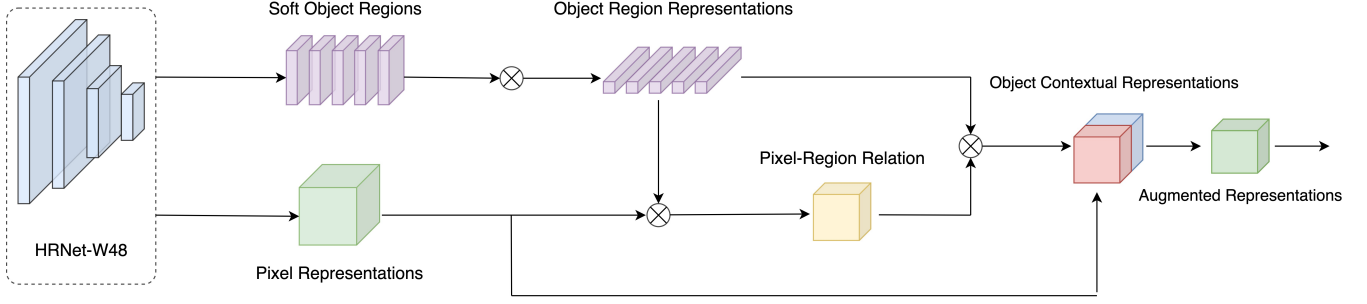 Soft Object Regions
Object Region Representations
Object Contextual Representations
Pixel-Region Relation
Augmented Representations
HRNet-W48
Pixel Representations